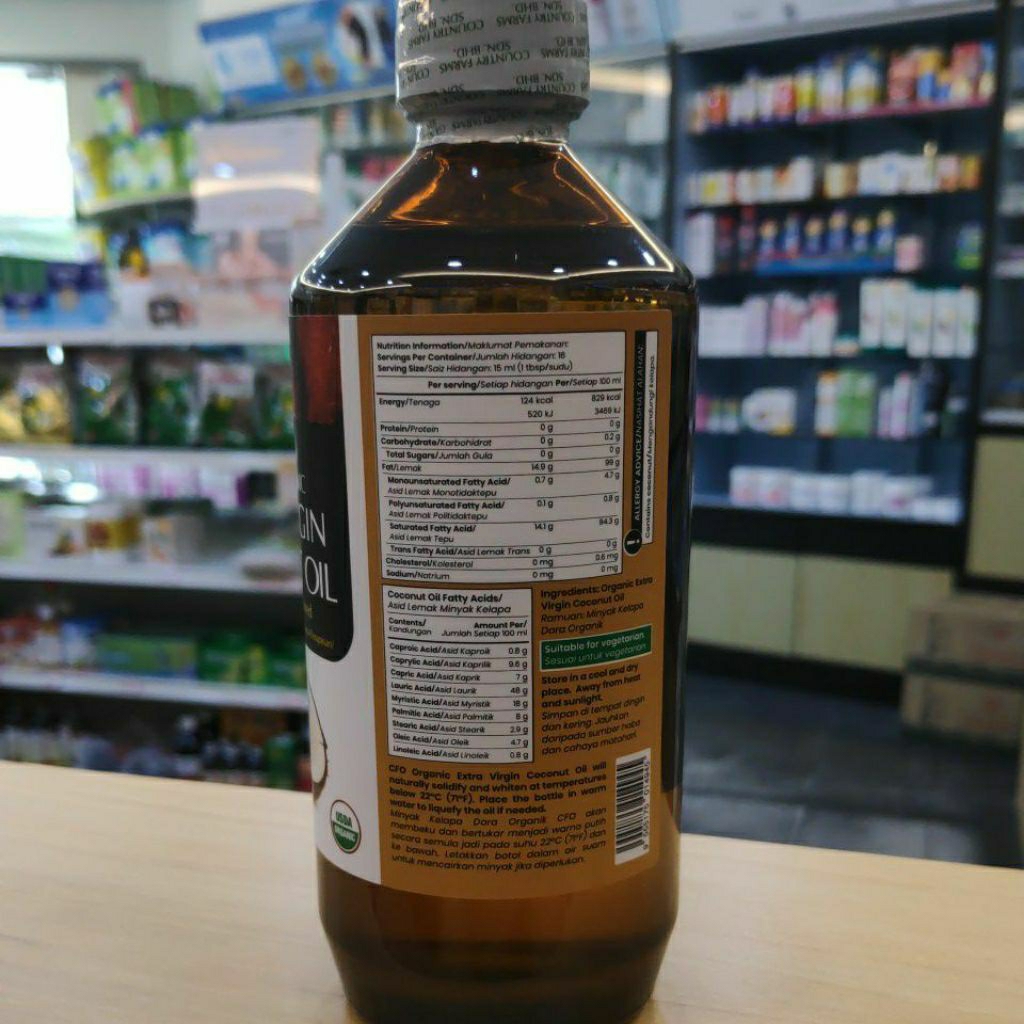 COUNTRY FARMS
SDN. BHD.
GIN
OIL
Nutrition Information/Maklumat Pemakanan:
Servings Per Container/Jumlah Hidangan: 16
Serving Size/Saiz Hidangan: 15 ml (1 tbsp/sudu)
Per serving/Setiap hidangan Per/Setiap 100 ml
Energy/Tenaga 124 kcal 829 kcal
520 kJ 3469 kJ
Protein/Protein 0 g 0 g
Carbohydrate/Karbohidrat 0 g 0.2 g
Total Sugars/Jumlah Gula 0 g 0 g
Fat/Lemak 14.9 g 99 g
Monounsaturated Fatty Acid/ 0.7 g 4.7 g
Asid Lemak Monotidaktepu
Polyunsaturated Fatty Acid/ 0.1 g 0.8 g
Asid Lemak Politidaktepu
Saturated Fatty Acid/ 14.1 g 94.3 g
Asid Lemak Tepu
Trans Fatty Acid/Asid Lemak Trans 0 g 0 g
Cholesterol/Kolesterol 0 mg 0.6 mg
Sodium/Natrium 0 mg 0 mg
ALLERGY ADVICE/NASIHAT ALAHAN:
Contains coconut/Mengandungi kelapa.
Coconut Oil Fatty Acids/
Asid Lemak Minyak Kelapa
Contents/ Amount Per/
Kandungan Jumlah Setiap 100 ml
Caproic Acid/Asid Kaproik 0.8 g
Caprylic Acid/Asid Kaprilik 9.6 g
Capric Acid/Asid Kaprik 7 g
Lauric Acid/Asid Laurik 48 g
Myristic Acid/Asid Myristik 18 g
Palmitic Acid/Asid Palmitik 8 g
Stearic Acid/Asid Stearik 2.9 g
Oleic Acid/Asid Oleik 4.7 g
Linoleic Acid/Asid Linoleik 0.8 g
Ingredients: Organic Extra
Virgin Coconut Oil
Ramuan: Minyak Kelapa
Dara Organik
Suitable for vegetarian.
Sesuai untuk vegetarian.
Store in a cool and dry
place. Away from heat
and sunlight.
Simpan di tempat dingin
dan kering. Jauhkan
daripada sumber haba
dan cahaya matahari.
CFO Organic Extra Virgin Coconut Oil will
naturally solidify and whiten at temperatures
below 22°C (71°F). Place the bottle in warm
water to liquefy the oil if needed.
Minyak Kelapa Dara Organik CFO akan
membeku dan bertukar menjadi warna putih
secara semula jadi pada suhu 22°C (71°F) dan
ke bawah. Letakkan botol dalam air suam
untuk mencairkan minyak jika diperlukan.
USDA
ORGANIC